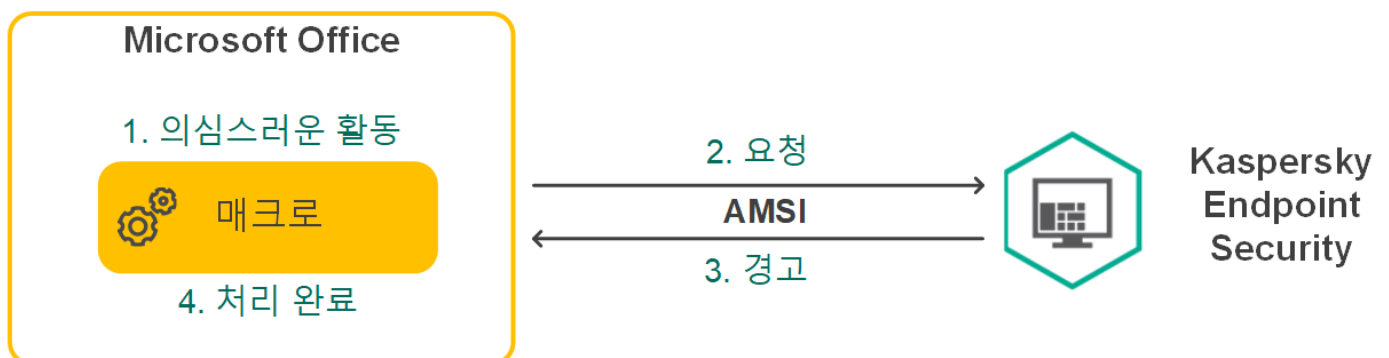 Microsoft Office
1. 의심스러운 활동
매크로
4. 처리 완료
2. 요청
AMSI
3. 경고
Kaspersky
Endpoint
Security